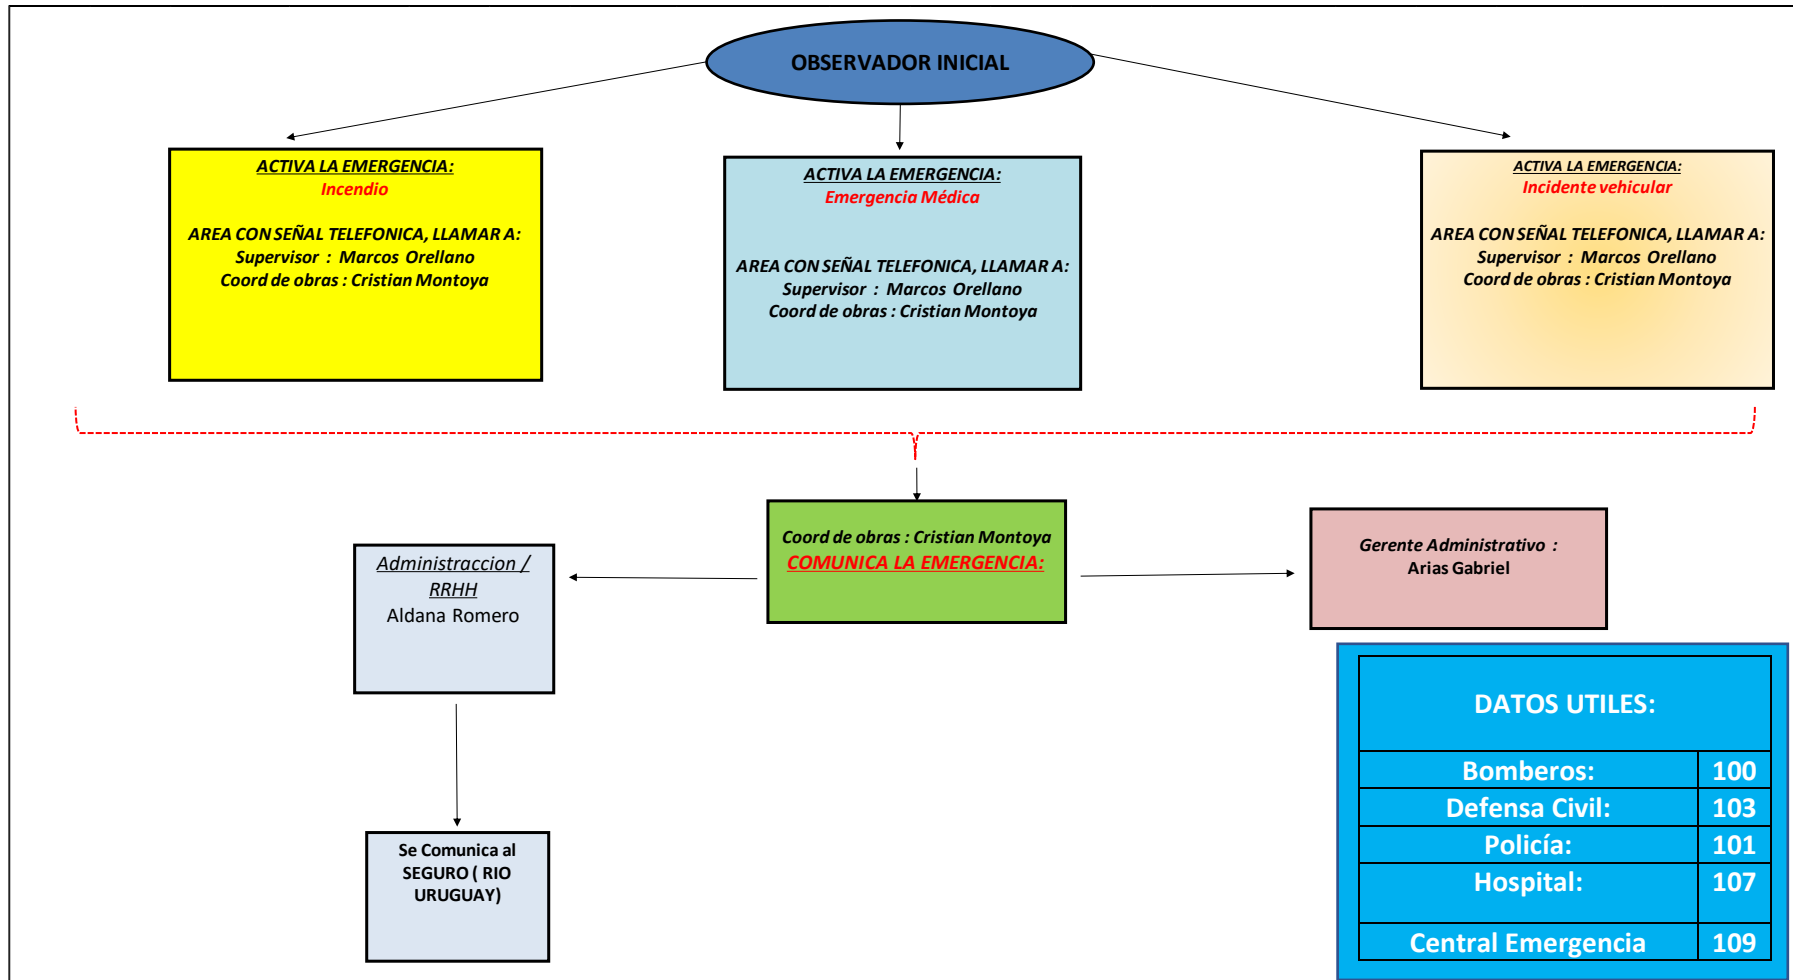 OBSERVADOR INICIAL
ACTIVA LA EMERGENCIA:
Incendio
AREA CON SEÑAL TELEFONICA, LLAMAR A:
Supervisor : Marcos Orellano
Coord de obras : Cristian Montoya
ACTIVA LA EMERGENCIA:
Emergencia Médica
AREA CON SEÑAL TELEFONICA, LLAMAR A:
Supervisor : Marcos Orellano
Coord de obras : Cristian Montoya
ACTIVA LA EMERGENCIA:
Incidente vehicular
AREA CON SEÑAL TELEFONICA, LLAMAR A:
Supervisor : Marcos Orellano
Coord de obras : Cristian Montoya
Coord de obras : Cristian Montoya
COMUNICA LA EMERGENCIA:
Administraccion /
RRHH
Aldana Romero
Gerente Administrativo :
Arias Gabriel
Se Comunica al
SEGURO ( RIO
URUGUAY)
DATOS UTILES:
Bomberos: 100
Defensa Civil: 103
Policía: 101
Hospital: 107
Central Emergencia 109